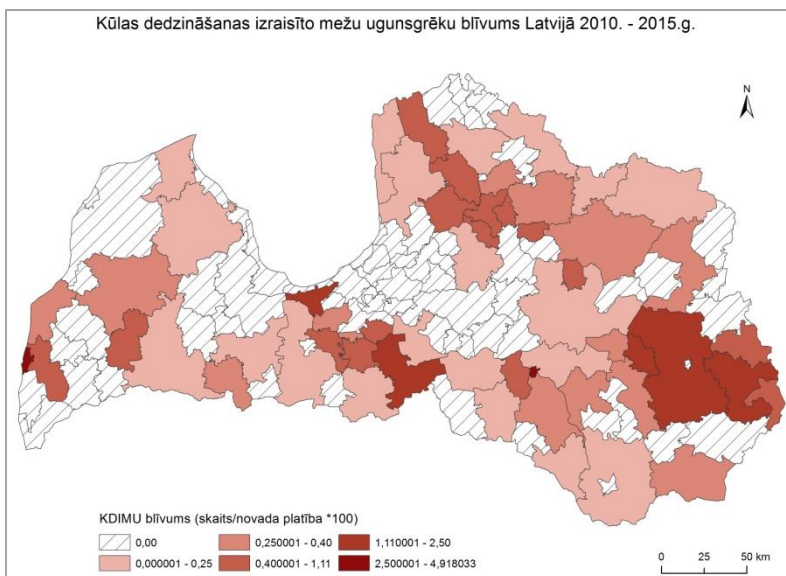 Kūlas dedzināšanas izraisīto mežu ugunsgrēku blīvums Latvijā 2010. - 2015.g.
N
KDIMU blīvums (skaits/novada platība *100)
0,00 0,250001 - 0,40 1,110001 - 2,50
0,000001 - 0,25 0,400001 - 1,11 2,500001 - 4,918033
0 25 50 km